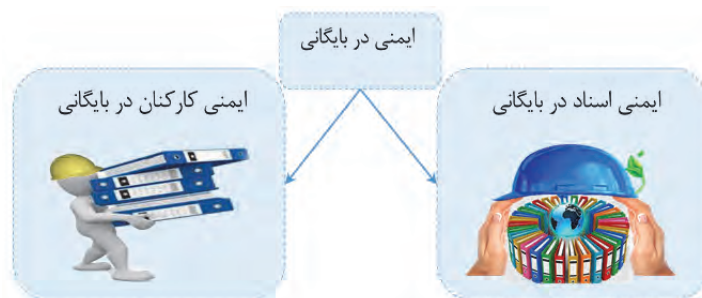 ایمنی در بایگانی
ایمنی اسناد در بایگانی
ایمنی کارکنان در بایگانی